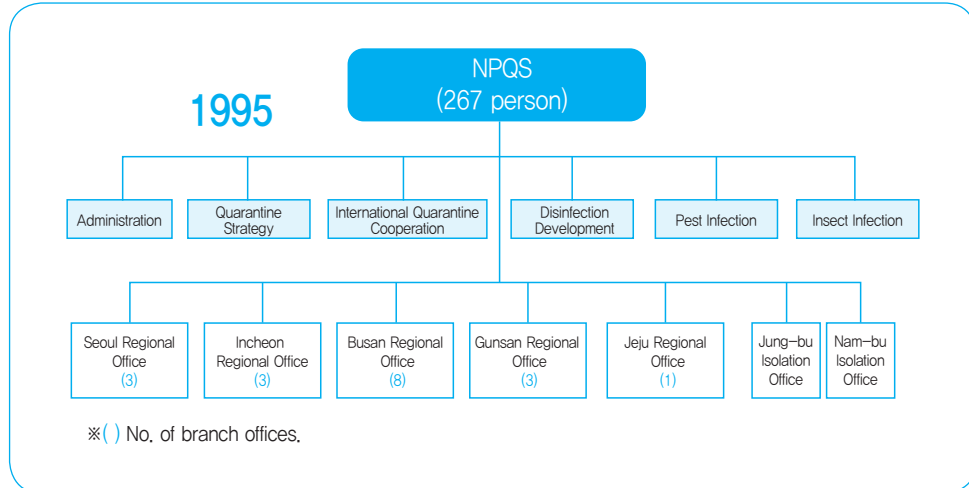 NPQS
(267 person)
1995
Administration
Quarantine
Strategy
International Quarantine
Cooperation
Disinfection
Development
Pest Infection
Insect Infection
Seoul Regional
Office
(3)
Incheon
Regional Office
(3)
Busan Regional
Office
(8)
Gunsan Regional
Office
(3)
Jeju Regional
Office
(1)
Jung-bu
Isolation
Office
Nam-bu
Isolation
Office
※( ) No. of branch offices.